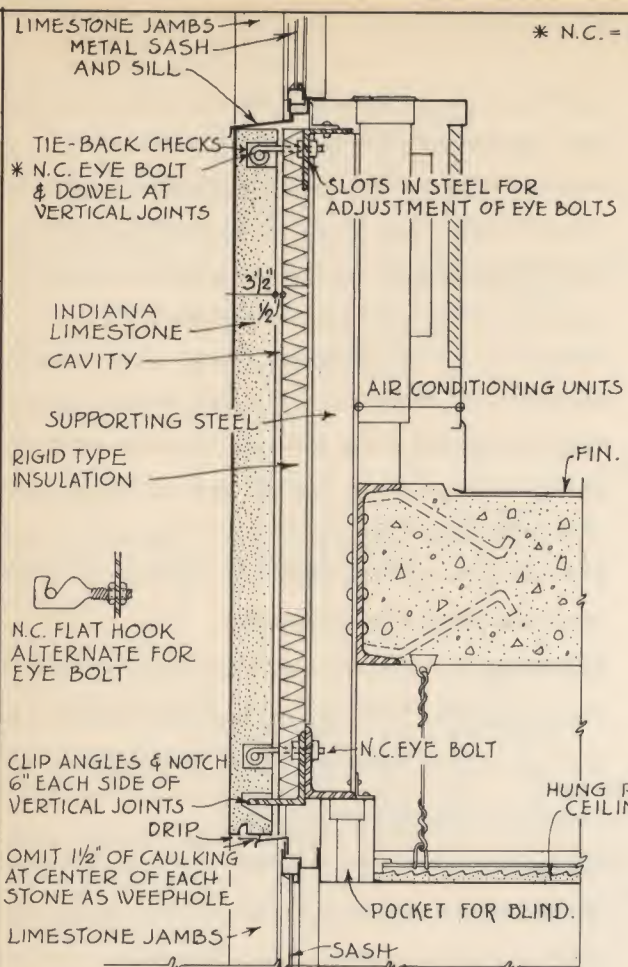 LIMESTONE JAMBS
METAL SASH
AND SILL
* N.C. =
TIE-BACK CHECKS
* N.C. EYE BOLT
& DOWEL AT
VERTICAL JOINTS
SLOTS IN STEEL FOR
ADJUSTMENT OF EYE BOLTS
3½"
½"
INDIANA
LIMESTONE
CAVITY
AIR CONDITIONING UNITS
SUPPORTING STEEL
RIGID TYPE
INSULATION
FIN.
N.C. FLAT HOOK
ALTERNATE FOR
EYE BOLT
N.C. EYE BOLT
CLIP ANGLES & NOTCH
6" EACH SIDE OF
VERTICAL JOINTS
HUNG
CEILIN
DRIP
OMIT 1½" OF CAULKING
AT CENTER OF EACH
STONE AS WEEPHOLE
POCKET FOR BLIND.
LIMESTONE JAMBS
SASH